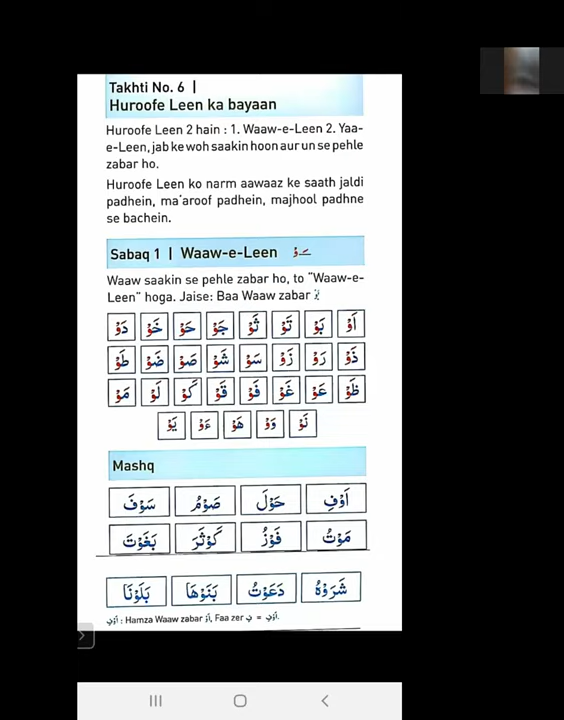 Takhti No. 6 |
Huroofe Leen ka bayaan
Huroofe Leen 2 hain : 1. Waaw-e-Leen 2. Yaa-
e-Leen, jab ke woh saakin hoon aur un se pehle
zabar ho.
Huroofe Leen ko narm aawaaz ke saath jaldi
padhein, ma'aroof padhein, majhool padhne
se bachein.
Sabaq 1 | Waaw-e-Leen ـَوْ
Waaw saakin se pehle zabar ho, to "Waaw-e-
Leen" hoga. Jaise: Baa Waaw zabar بَوْ
اَوْ بَوْ تَوْ ثَوْ جَوْ حَوْ خَوْ دَوْ
ذَوْ رَوْ زَوْ سَوْ شَوْ صَوْ ضَوْ طَوْ
ظَوْ عَوْ غَوْ فَوْ قَوْ كَوْ لَوْ مَوْ
نَوْ وَوْ هَوْ ءَوْ يَوْ
Mashq
اَوْفِ حَوْلَ صَوْمُ سَوْفَ
مَوْتُ فَوْزُ كَوْثَرَ بَغَوْتَ
شَرَوْهُ دَعَوْتُ بَنَوْهَا بَلَوْنَا
اَوْفِ : Hamza Waaw zabar اَوْ, Faa zer فِ = اَوْفِ.